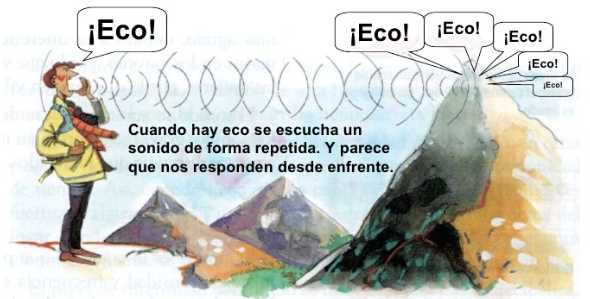 ¡Eco!
¡Eco!
¡Eco!
¡Eco!
¡Eco!
¡Eco!
Cuando hay eco se escucha un
sonido de forma repetida. Y parece
que nos responden desde enfrente.